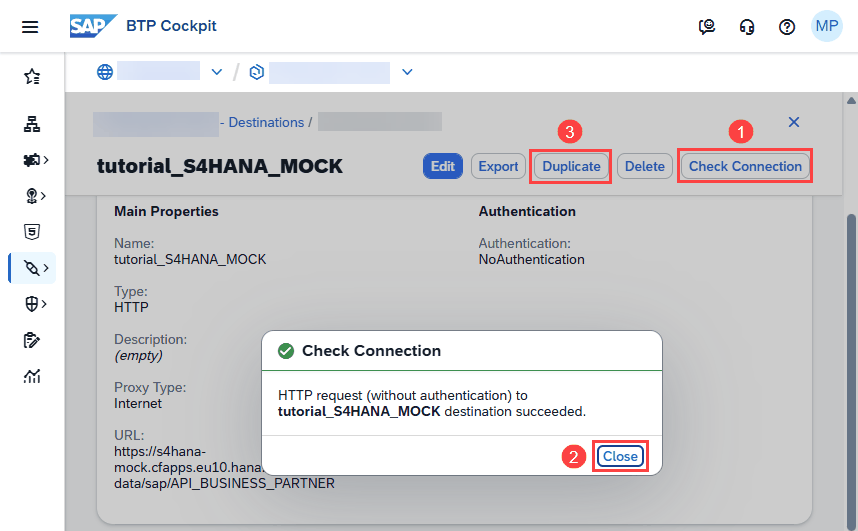 SAP BTP Cockpit
MP
- Destinations /
3
1
tutorial_S4HANA_MOCK
Edit
Export
Duplicate
Delete
Check Connection
Main Properties
Authentication
Name:
tutorial_S4HANA_MOCK
Authentication:
NoAuthentication
Type:
HTTP
Description:
(empty)
Proxy Type:
Internet
URL:
https://s4hana-
mock.cfapps.eu10.hana
data/sap/API_BUSINESS_PARTNER
Check Connection
HTTP request (without authentication) to
tutorial_S4HANA_MOCK destination succeeded.
2
Close